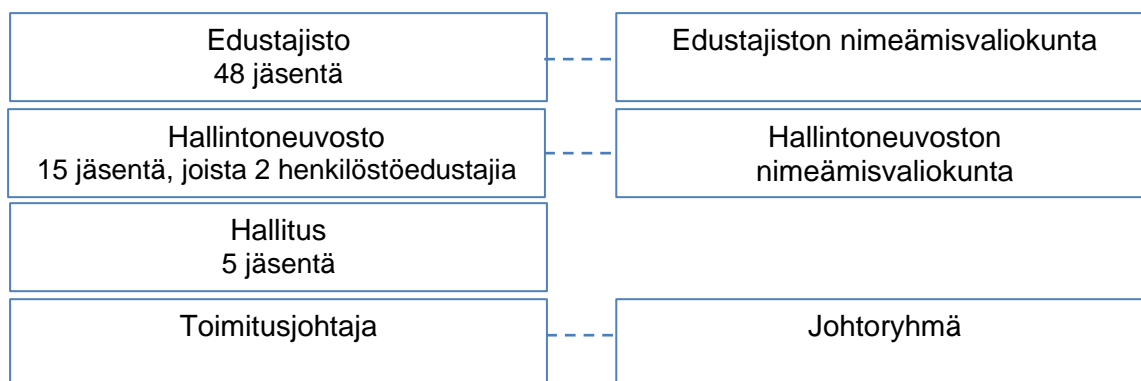 Edustajisto
48 jäsentä
Edustajiston nimeämisvaliokunta
Hallintoneuvosto
15 jäsentä, joista 2 henkilöstöedustajia
Hallintoneuvoston
nimeämisvaliokunta
Hallitus
5 jäsentä
Toimitusjohtaja
Johtoryhmä